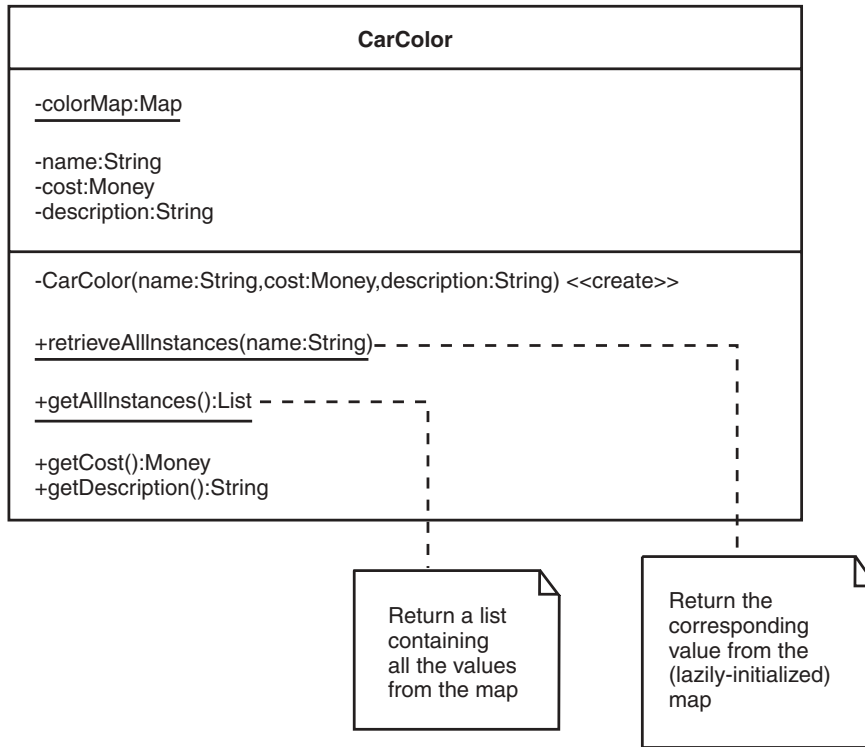 CarColor
-colorMap:Map
-name:String
-cost:Money
-description:String
-CarColor(name:String,cost:Money,description:String) <<create>>
+retrieveAllInstances(name:String)
+getAllInstances():List
+getCost():Money
+getDescription():String
Return a list
containing
all the values
from the map
Return the
corresponding
value from the
(lazily-initialized)
map